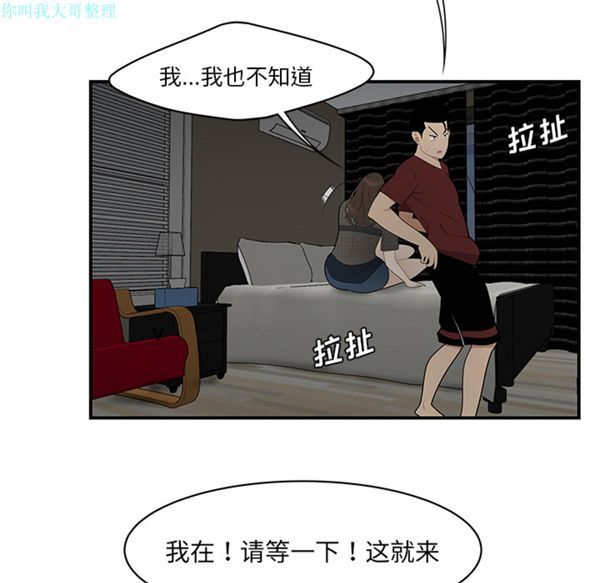 你叫我大哥整理
我...我也不知道
拉扯
拉扯
我在！请等一下！这就来